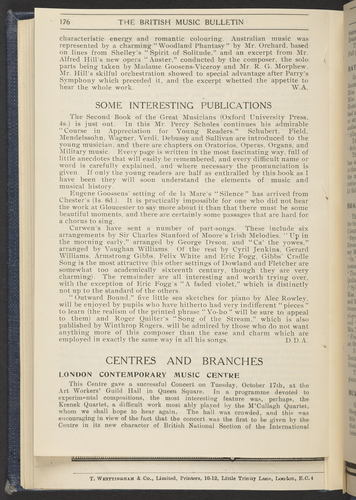 176 THE BRITISH MUSIC BULLETIN
characteristic energy and romantic colouring. Australian music was
represented by a charming "Woodland Phantasy" by Mr. Orchard, based
on lines from Shelley's "Spirit of Solitude," and an excerpt from Mr.
Alfred Hill's new opera "Auster," conducted by the composer, the solo
parts being taken by Madame Goosens-Viceroy and Mr. R. G. Morphew.
Mr. Hill's skilful orchestration showed to special advantage after Parry's
Symphony which preceded it, and the excerpt whetted the appetite to
hear the whole work. W.A.
SOME INTERESTING PUBLICATIONS
The Second Book of the Great Musicians (Oxford University Press,
4s.) is just out. In this Mr. Percy Scholes continues his admirable
"Course in Appreciation for Young Readers." Schubert, Field,
Mendelssohn, Wagner, Verdi, Debussy and Sullivan are introduced to the
young musician, and there are chapters on Oratorios, Operas, Organs, and
Military music. Every page is written in the most fascinating way, full of
little anecdotes that will easily be remembered, and every difficult name or
word is carefully explained, and where necessary the pronunciation is
given. If only the young readers are half as enthralled by this book as I
have been they will soon understand the elements of music and
musical history.
Eugene Goossens' setting of de la Mare's "Silence" has arrived from
Chester's (1s. 6d.). It is practically impossible for one who did not hear
the work at Gloucester to say more about it than that there must be some
beautiful moments, and there are certainly some passages that are hard for
a chorus to sing.
Curwen's have sent a number of part-songs. These include six
arrangements by Sir Charles Stanford of Moore's Irish Melodies, "Up in
the morning early," arranged by George Dyson, and "Ca' the yowes,"
arranged by Vaughan Williams. Of the rest by Cyril Jenkins, Gerard
Williams, Armstrong Gibbs, Felix White and Eric Fogg, Gibbs' Cradle
Song is the most attractive (his other settings of Dowland and Fletcher are
somewhat too academically sixteenth century, though they are very
charming). The remainder are all interesting and worth trying over,
with the exception of Eric Fogg's "A faded violet," which is distinctly
not up to the standard of the others.
"Outward Bound," five little sea sketches for piano by Alec Rowley,
will be enjoyed by pupils who have hitherto had very indifferent "pieces"
to learn (the realism of the printed phrase "Yo-ho" will be sure to appeal
to them) and Roger Quilter's "Song of the Stream," which is also
published by Winthrop Rogers, will be admired by those who do not want
anything more of this composer than the ease and charm which are
employed in exactly the same way in all his songs. D.D.A.
CENTRES AND BRANCHES
LONDON CONTEMPORARY MUSIC CENTRE
This Centre gave a successful Concert on Tuesday, October 17th, at the
Art Workers' Guild Hall in Queen Square. In a programme devoted to
experimental compositions, the most interesting feature was, perhaps, the
Krenek Quartet, a difficult work most ably played by the McCullagh Quartet,
whom we shall hope to hear again. The hall was crowded, and this was
encouraging in view of the fact that the concert was the first to be given by the
Centre in its new character of British National Section of the International
T. WHITTINGHAM & Co., Limited, Printers, 10-12, Little Trinity Lane, London, E.C.4